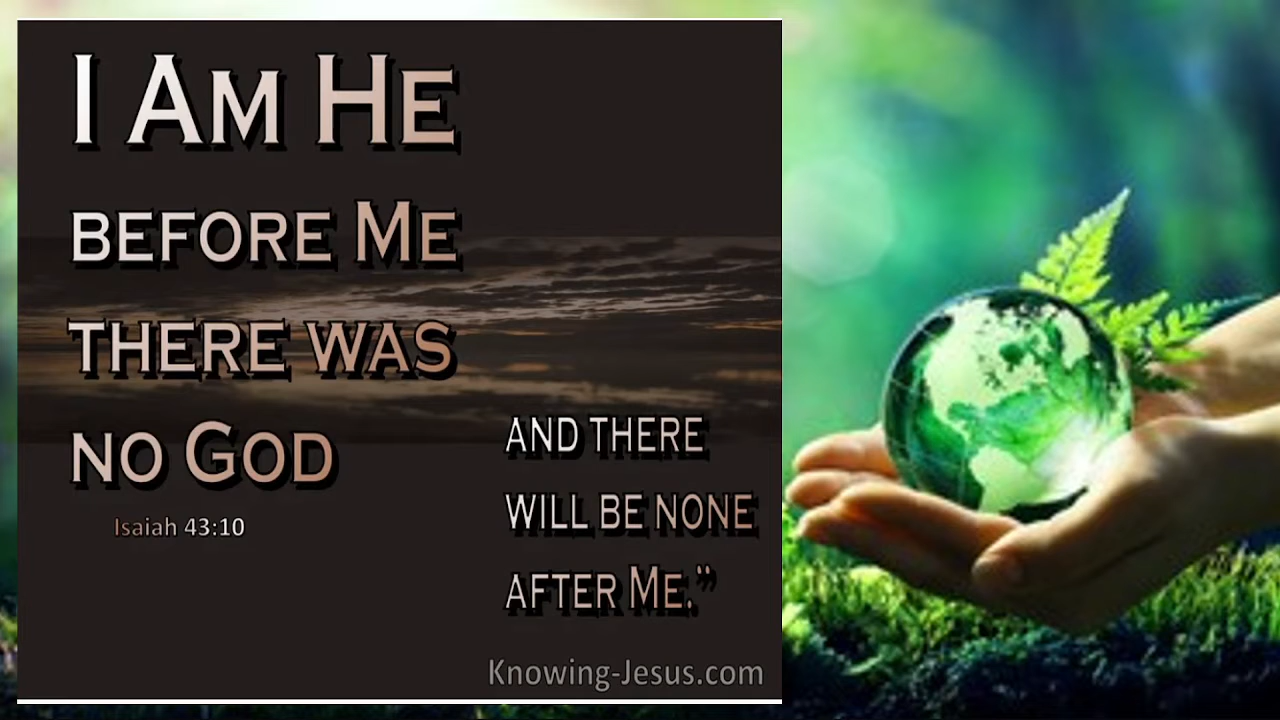 I AM HE
BEFORE ME
THERE WAS
NO GOD
Isaiah 43:10
AND THERE
WILL BE NONE
AFTER ME.”
Knowing-Jesus.com